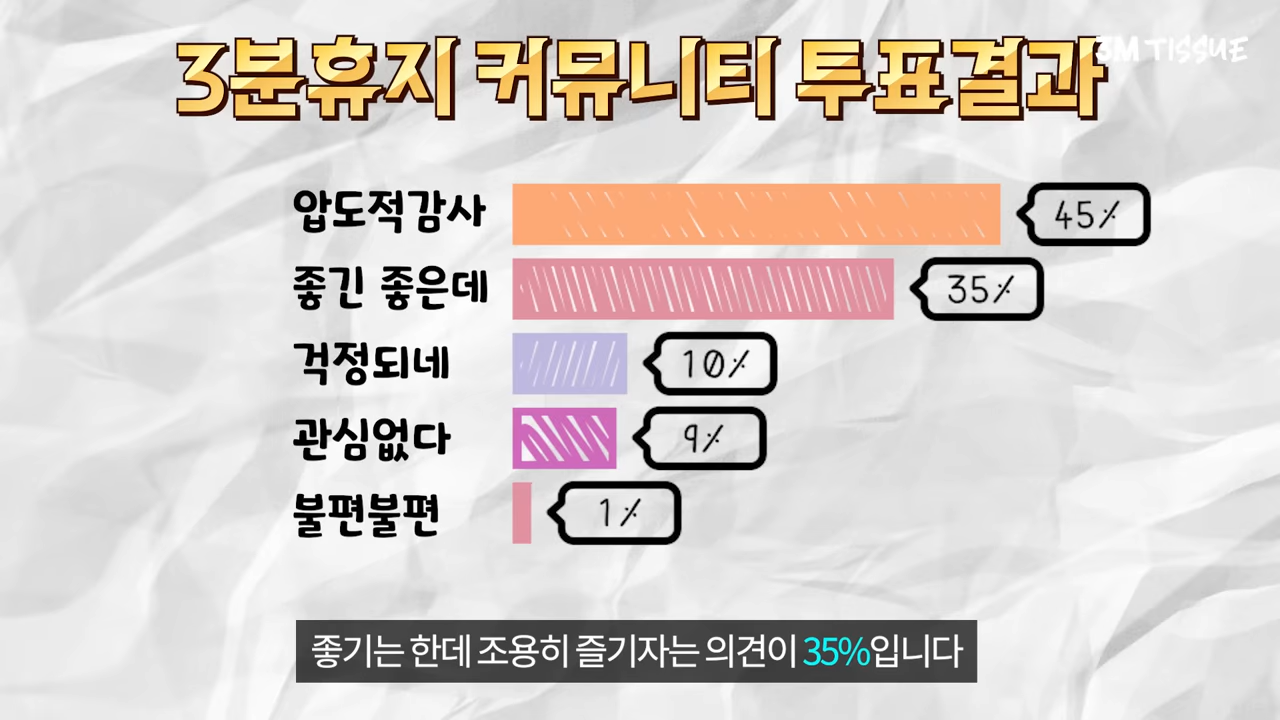 3분휴지 커뮤니티 투표결과
3M TISSUE
압도적감사 45%
좋긴 좋은데 35%
걱정되네 10%
관심없다 9%
불편불편 1%
좋기는 한데 조용히 즐기자는 의견이 35%입니다